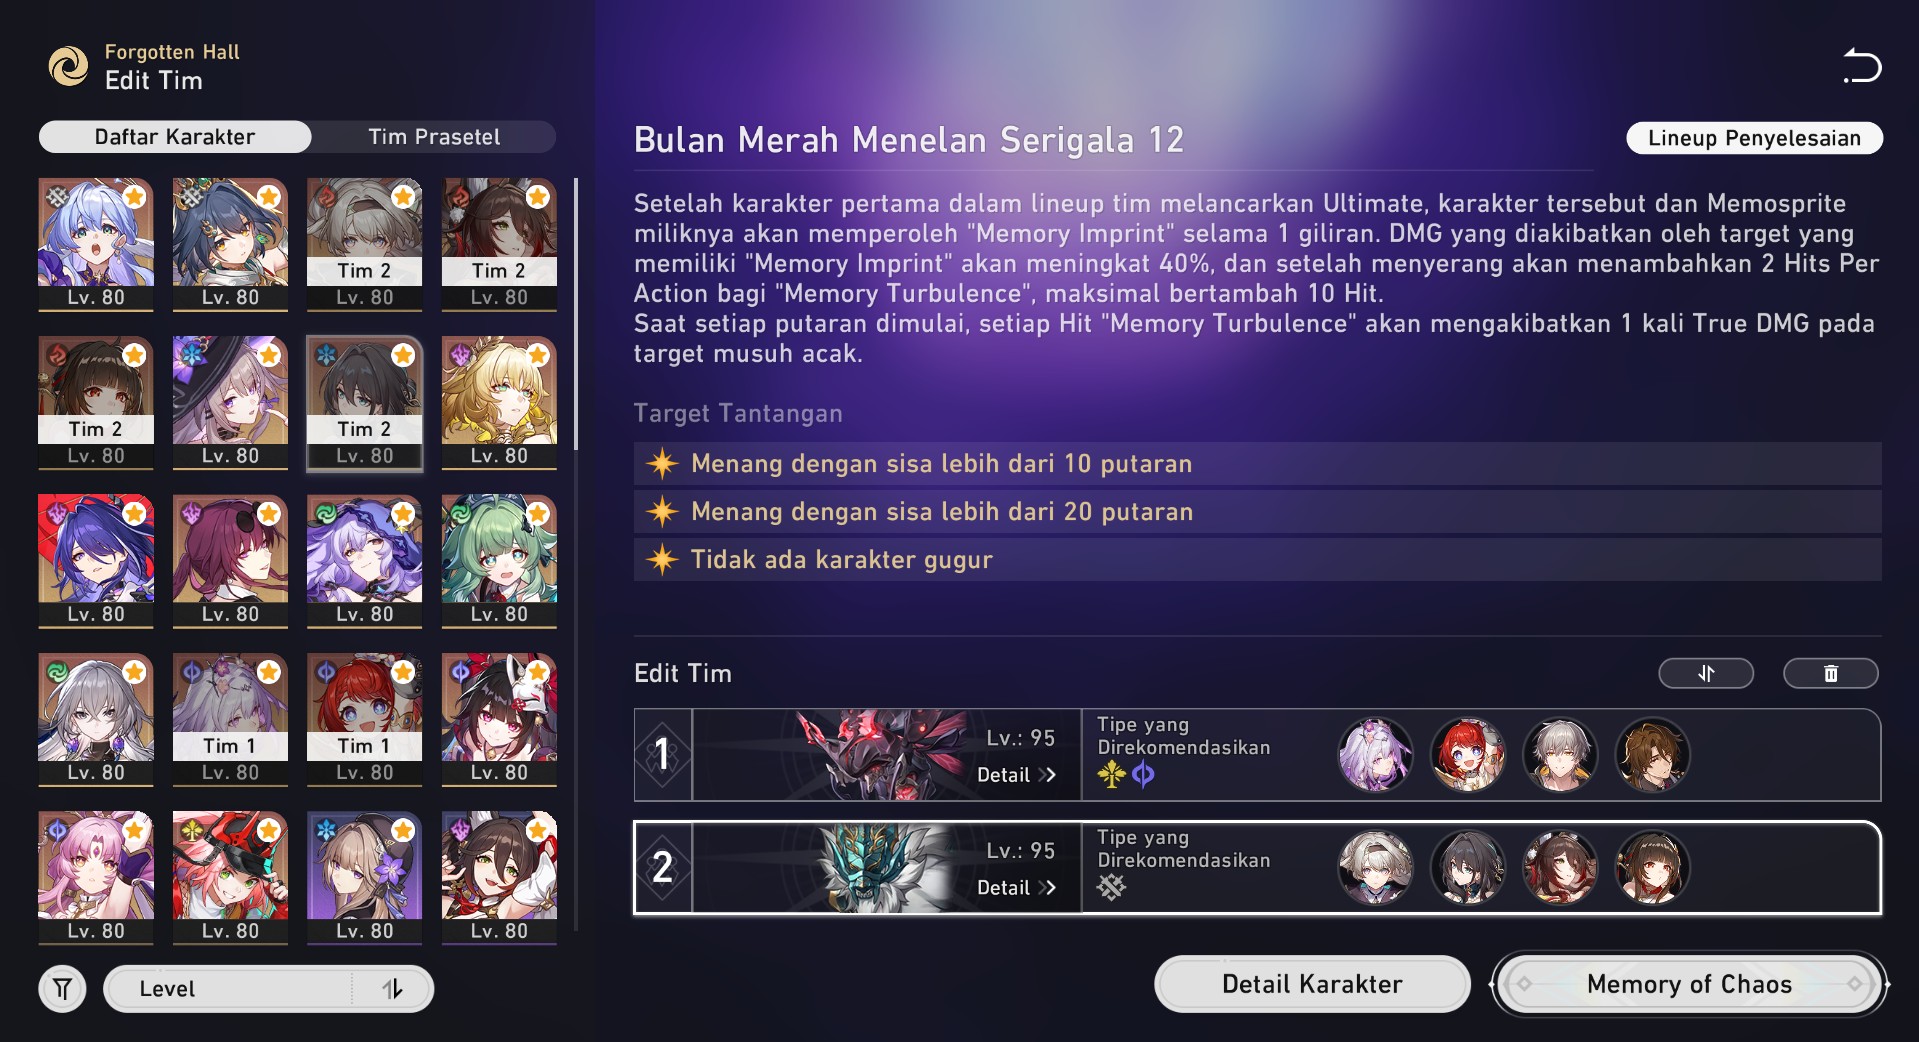 Forgotten Hall
Edit Tim
Daftar Karakter
Tim Prasetel
Lv. 80
Lv. 80
Tim 2
Lv. 80
Tim 2
Lv. 80
Tim 2
Lv. 80
Lv. 80
Tim 2
Lv. 80
Lv. 80
Lv. 80
Lv. 80
Lv. 80
Lv. 80
Lv. 80
Tim 1
Lv. 80
Tim 1
Lv. 80
Lv. 80
Lv. 80
Lv. 80
Lv. 80
Lv. 80
Level
Bulan Merah Menelan Serigala 12
Lineup Penyelesaian
Setelah karakter pertama dalam lineup tim melancarkan Ultimate, karakter tersebut dan Memosprite
miliknya akan memperoleh "Memory Imprint" selama 1 giliran. DMG yang diakibatkan oleh target yang
memiliki "Memory Imprint" akan meningkat 40%, dan setelah menyerang akan menambahkan 2 Hits Per
Action bagi "Memory Turbulence", maksimal bertambah 10 Hit.
Saat setiap putaran dimulai, setiap Hit "Memory Turbulence" akan mengakibatkan 1 kali True DMG pada
target musuh acak.
Target Tantangan
Menang dengan sisa lebih dari 10 putaran
Menang dengan sisa lebih dari 20 putaran
Tidak ada karakter gugur
Edit Tim
1
Lv.: 95
Detail
Tipe yang
Direkomendasikan
2
Lv.: 95
Detail
Tipe yang
Direkomendasikan
Detail Karakter
Memory of Chaos